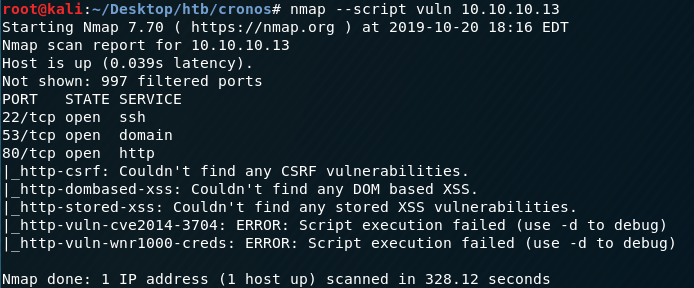 root@kali:~/Desktop/htb/cronos# nmap --script vuln 10.10.10.13
Starting Nmap 7.70 ( https://nmap.org ) at 2019-10-20 18:16 EDT
Nmap scan report for 10.10.10.13
Host is up (0.039s latency).
Not shown: 997 filtered ports
PORT   STATE SERVICE
22/tcp open  ssh
53/tcp open  domain
80/tcp open  http
|_http-csrf: Couldn't find any CSRF vulnerabilities.
|_http-dombased-xss: Couldn't find any DOM based XSS.
|_http-stored-xss: Couldn't find any stored XSS vulnerabilities.
|_http-vuln-cve2014-3704: ERROR: Script execution failed (use -d to debug)
|_http-vuln-wnr1000-creds: ERROR: Script execution failed (use -d to debug)
Nmap done: 1 IP address (1 host up) scanned in 328.12 seconds